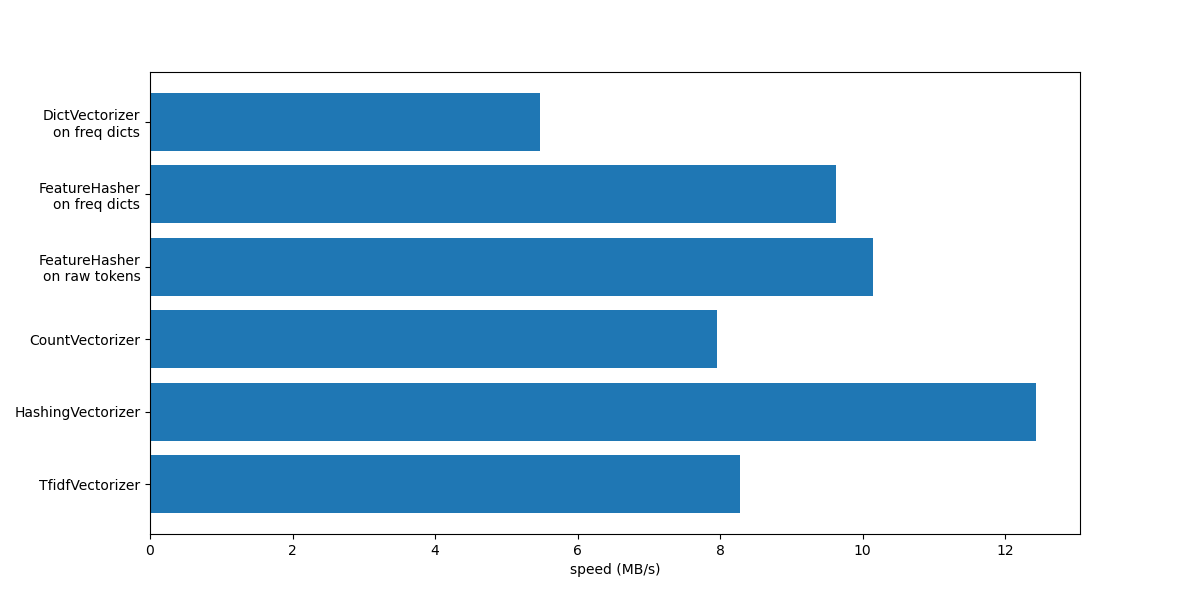 DictVectorizer
on freq dicts
FeatureHasher
on freq dicts
FeatureHasher
on raw tokens
CountVectorizer
HashingVectorizer
TfidfVectorizer
0 2 4 6 8 10 12
speed (MB/s)